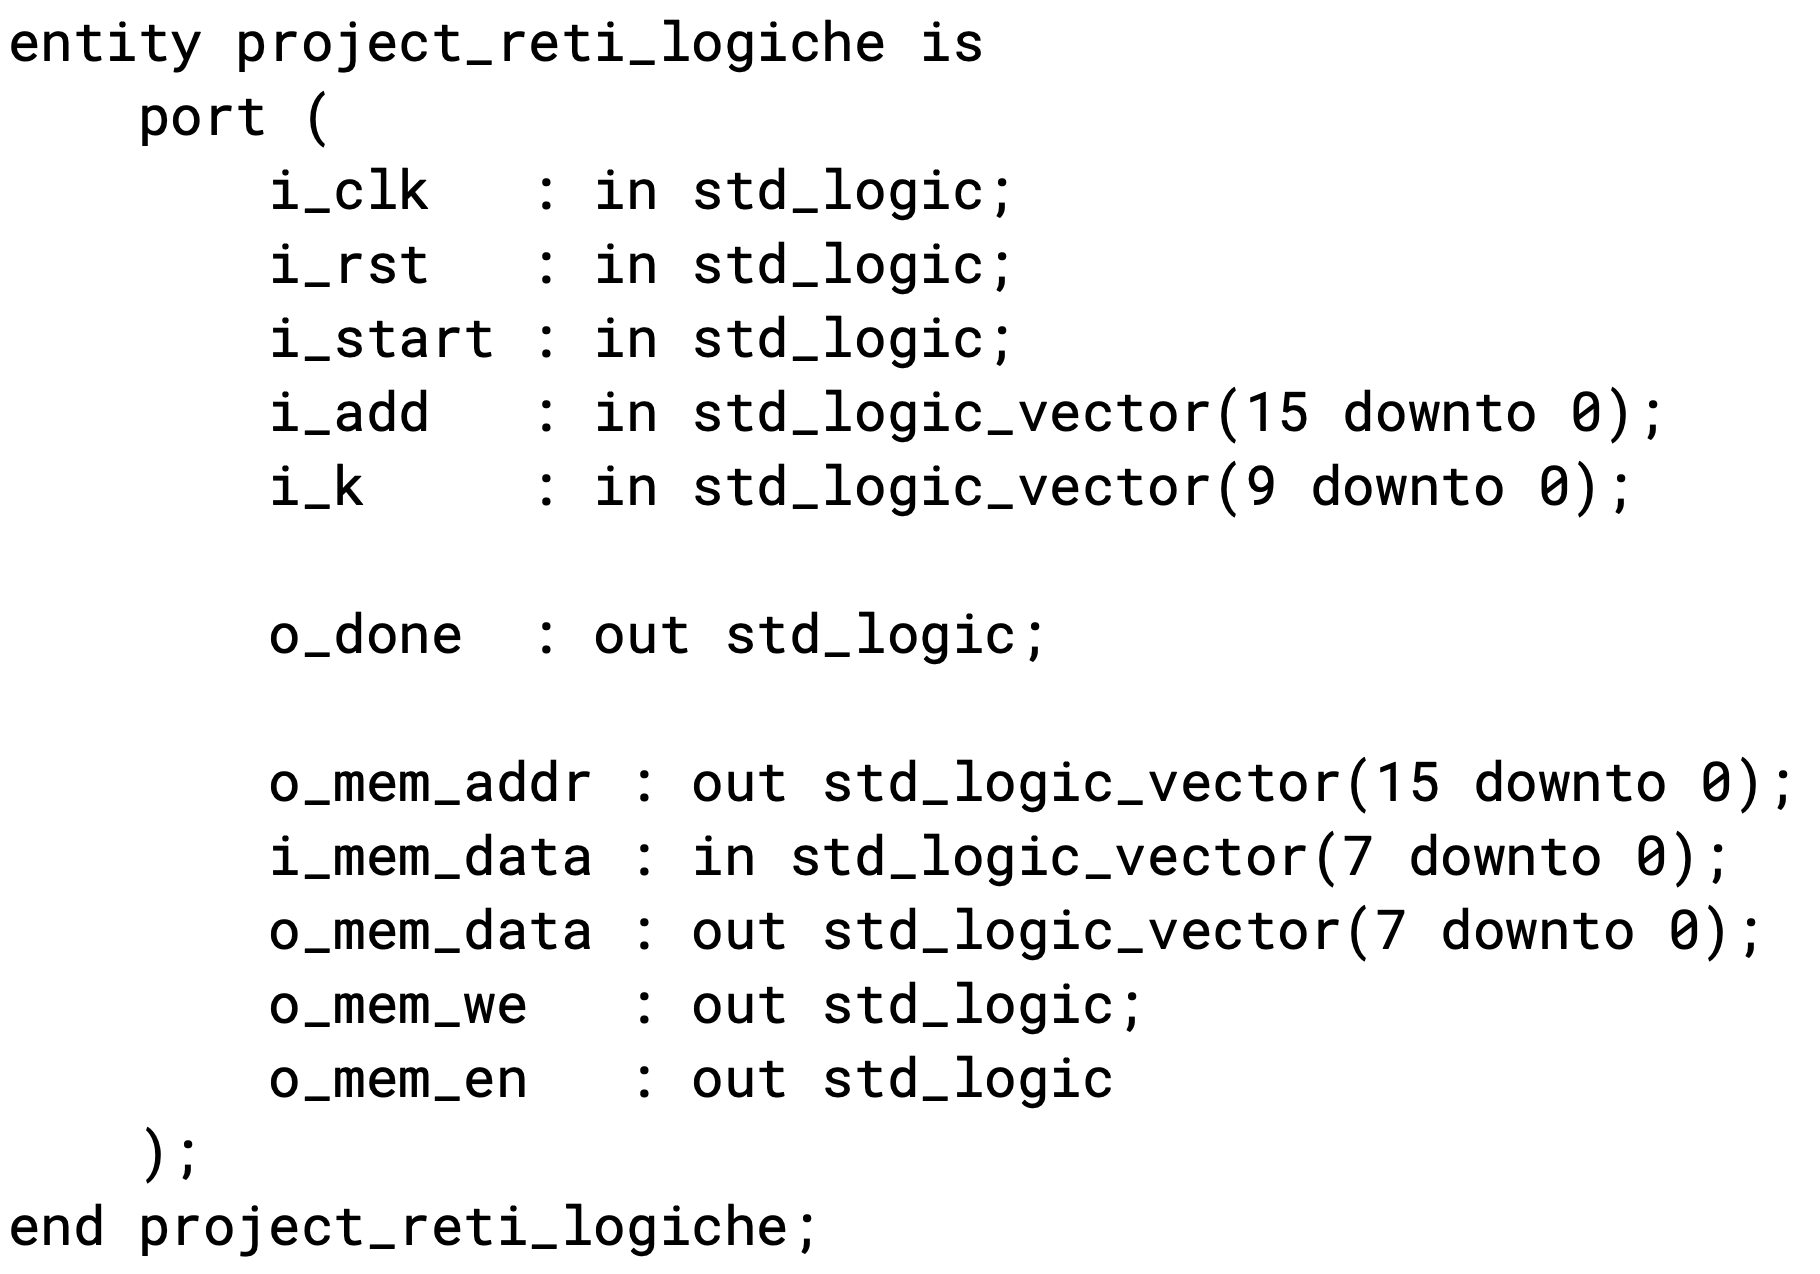 entity project_reti_logiche is
    port (
        i_clk   : in std_logic;
        i_rst   : in std_logic;
        i_start : in std_logic;
        i_add   : in std_logic_vector(15 downto 0);
        i_k     : in std_logic_vector(9 downto 0);

        o_done  : out std_logic;

        o_mem_addr : out std_logic_vector(15 downto 0);
        i_mem_data : in std_logic_vector(7 downto 0);
        o_mem_data : out std_logic_vector(7 downto 0);
        o_mem_we   : out std_logic;
        o_mem_en   : out std_logic
    );
end project_reti_logiche;